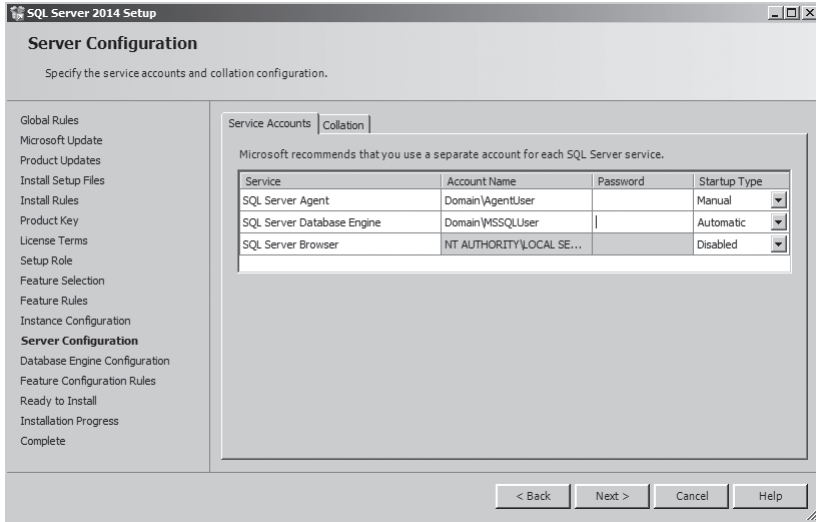 SQL Server 2014 Setup
Server Configuration
Specify the service accounts and collation configuration.
Global Rules
Microsoft Update
Product Updates
Install Setup Files
Install Rules
Product Key
License Terms
Setup Role
Feature Selection
Feature Rules
Instance Configuration
Server Configuration
Database Engine Configuration
Feature Configuration Rules
Ready to Install
Installation Progress
Complete
Service Accounts Collation
Microsoft recommends that you use a separate account for each SQL Server service.
Service Account Name Password Startup Type
SQL Server Agent Domain\AgentUser Manual
SQL Server Database Engine Domain\MSSQLUser Automatic
SQL Server Browser NT AUTHORITY\LOCAL SE... Disabled
< Back Next > Cancel Help